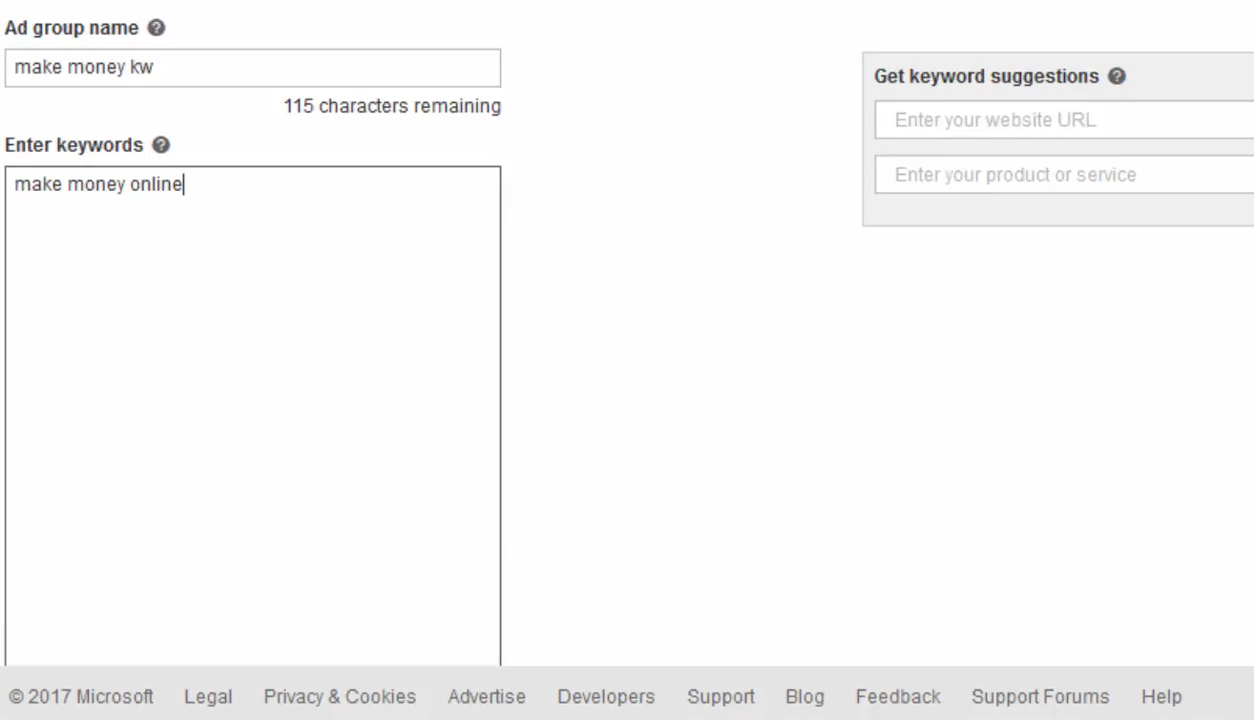 Ad group name
make money kw
115 characters remaining
Enter keywords
make money online
Get keyword suggestions
Enter your website URL
Enter your product or service
© 2017 Microsoft Legal Privacy & Cookies Advertise Developers Support Blog Feedback Support Forums Help